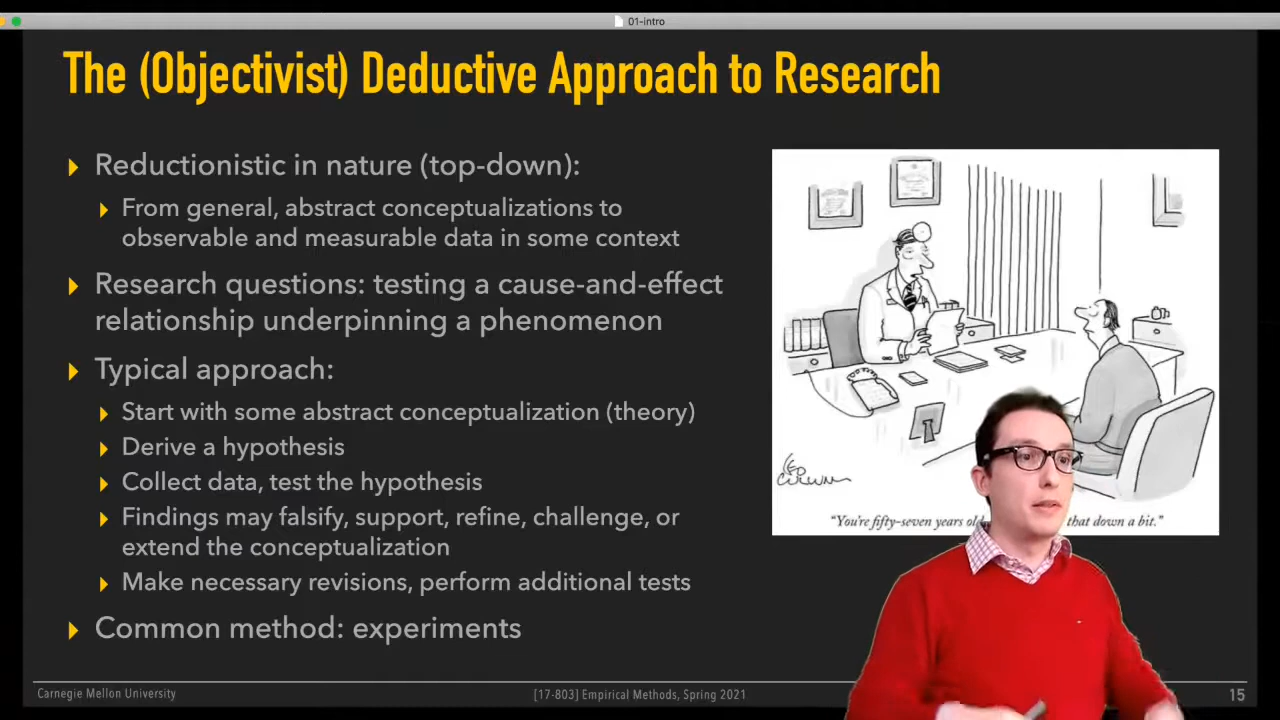 01-intro
The (Objectivist) Deductive Approach to Research
Reductionistic in nature (top-down):
From general, abstract conceptualizations to
observable and measurable data in some context
Research questions: testing a cause-and-effect
relationship underpinning a phenomenon
Typical approach:
Start with some abstract conceptualization (theory)
Derive a hypothesis
Collect data, test the hypothesis
Findings may falsify, support, refine, challenge, or
extend the conceptualization
Make necessary revisions, perform additional tests
Common method: experiments
"You're fifty-seven years ol that down a bit."
Carnegie Mellon University
[17-803] Empirical Methods, Spring 2021
15